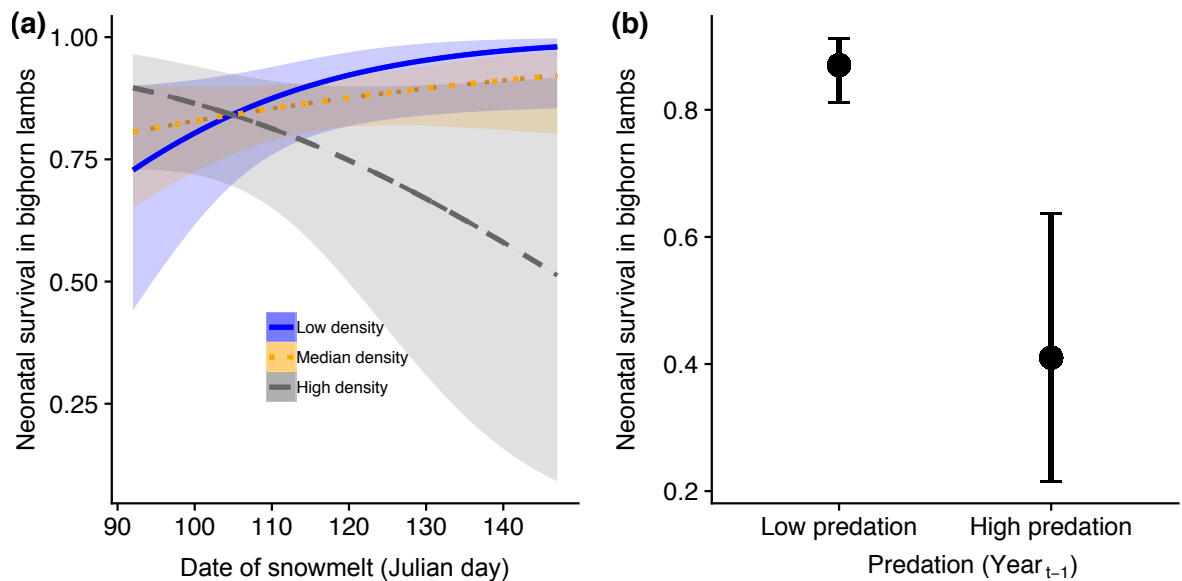 (a)
Neonatal survival in bighorn lambs
1.00
0.75
0.50
0.25
Low density
Median density
High density
90 100 110 120 130 140
Date of snowmelt (Julian day)
(b)
Neonatal survival in bighorn lambs
0.8
0.6
0.4
0.2
Low predation High predation
Predation (Year t−1)